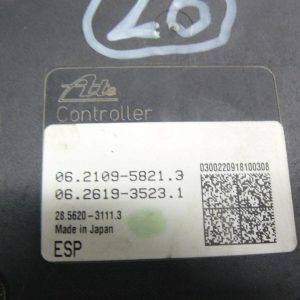 20
Ate
Controller
06.2109-5821.3
06.2619-3523.1
0300220918100308
28.5620-3111.3
Made in Japan
ESP